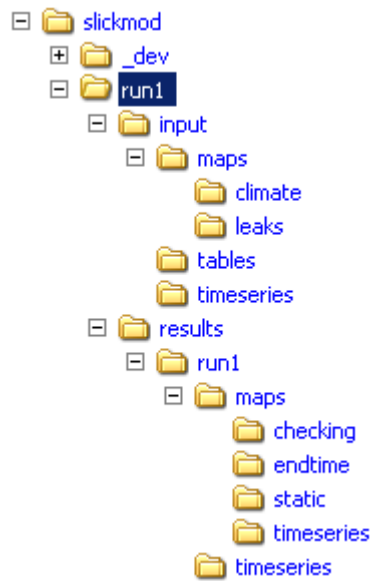 slickmod
_dev
run1
input
maps
climate
leaks
tables
timeseries
results
run1
maps
checking
endtime
static
timeseries
timeseries